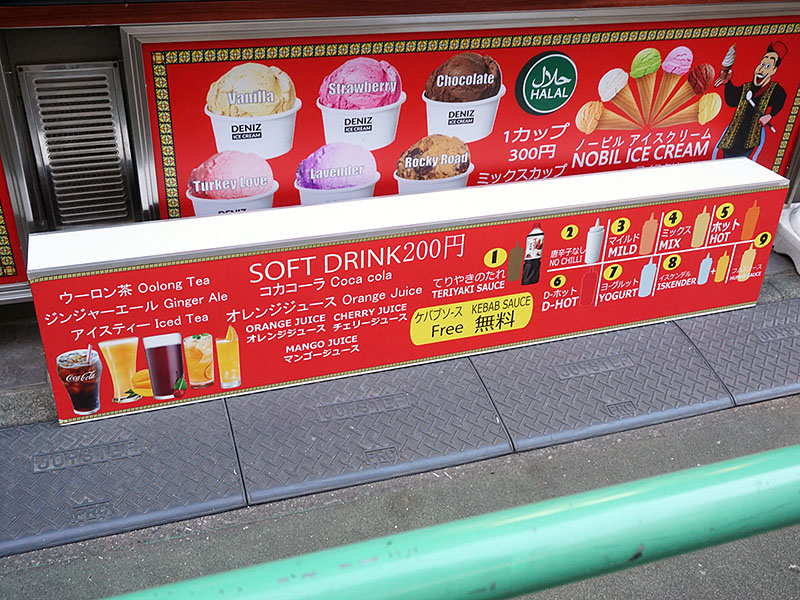 Vanilla
DENIZ
ICE CREAM
Strawberry
DENIZ
ICE CREAM
Chocolate
DENIZ
ICE CREAM
حلال
HALAL
Turkey Love
DENIZ
Lavender
Rocky Road
1カップ
300円
ミックスカップ
ノービル アイスクリーム
NOBIL ICE CREAM
SOFT DRINK200円
ウーロン茶 Oolong Tea
コカコーラ Coca cola
ジンジャーエール Ginger Ale
オレンジジュース Orange Juice
アイスティー Iced Tea
ORANGE JUICE
オレンジジュース
CHERRY JUICE
チェリージュース
MANGO JUICE
マンゴージュース
Coca-Cola
1
てりやきのたれ
TERIYAKI SAUCE
2
唐辛子なし
NO CHILLI
3
マイルド
MILD
4
ミックス
MIX
5
ホット
HOT
6
D-ホット
D-HOT
7
ヨーグルト
YOGURT
8
イスケンデル
ISKENDER
+
9
ケバブソース KEBAB SAUCE
Free 無料
JORSTEP
PRO
JORSTEP
PRO
JORSTEP
PRO